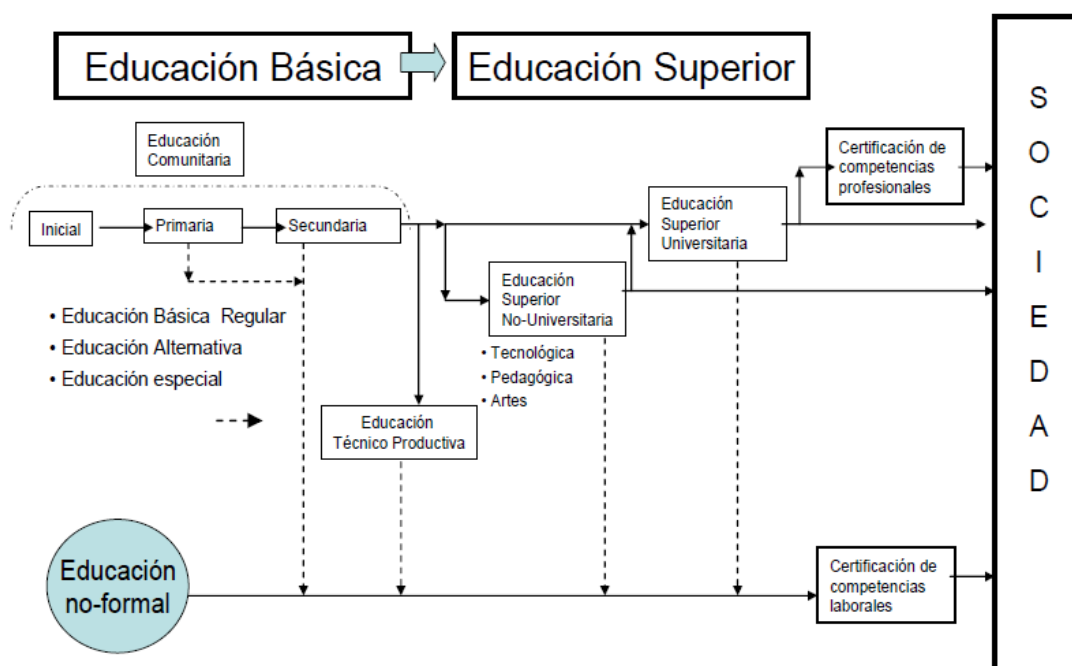 Educación Básica
Educación Superior
Educación
Comunitaria
Inicial
Primaria
Secundaria
Educación
Superior
Universitaria
Certificación de
competencias
profesionales
Educación
Superior
No-Universitaria
• Tecnológica
• Pedagógica
• Artes
• Educación Básica Regular
• Educación Alternativa
• Educación especial
Educación
Técnico Productiva
Educación
no-formal
Certificación de
competencias
laborales
S
O
C
I
E
D
A
D